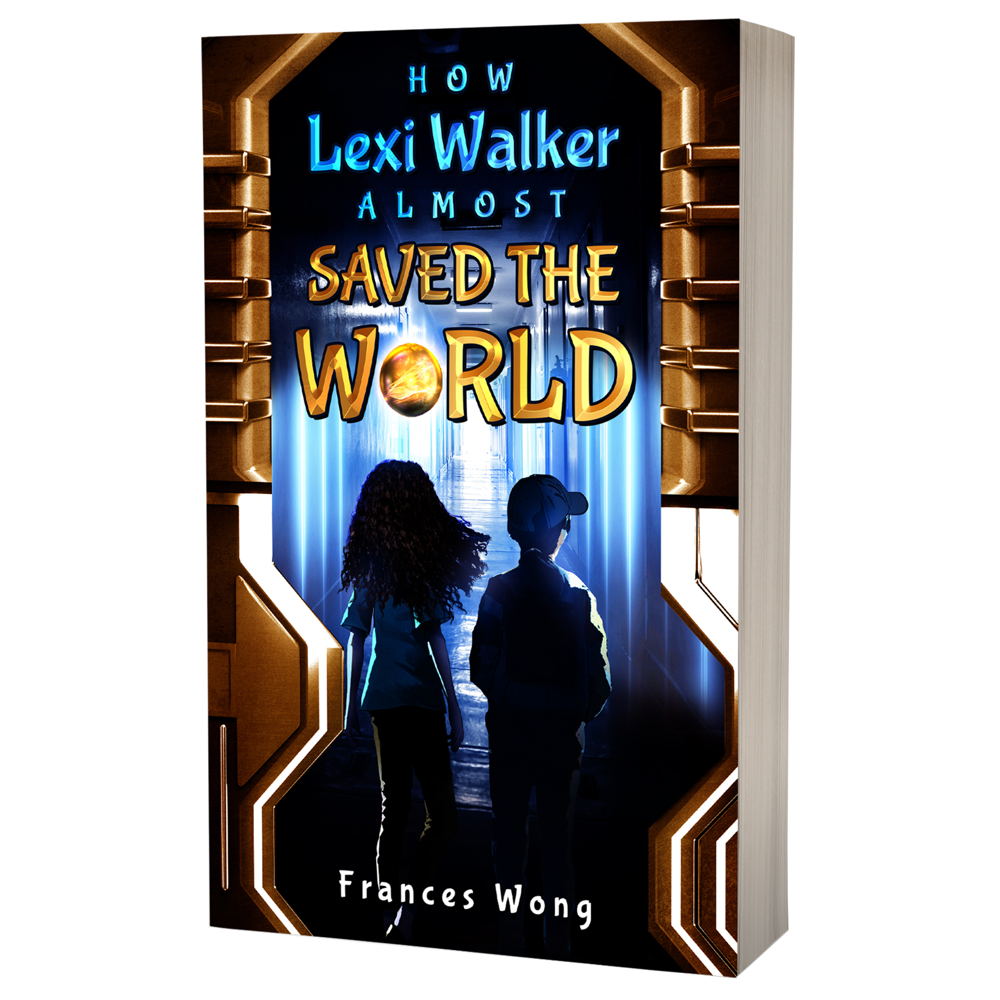 HOW
Lexi Walker
ALMOST
SAVED THE
WORLD
Frances Wong